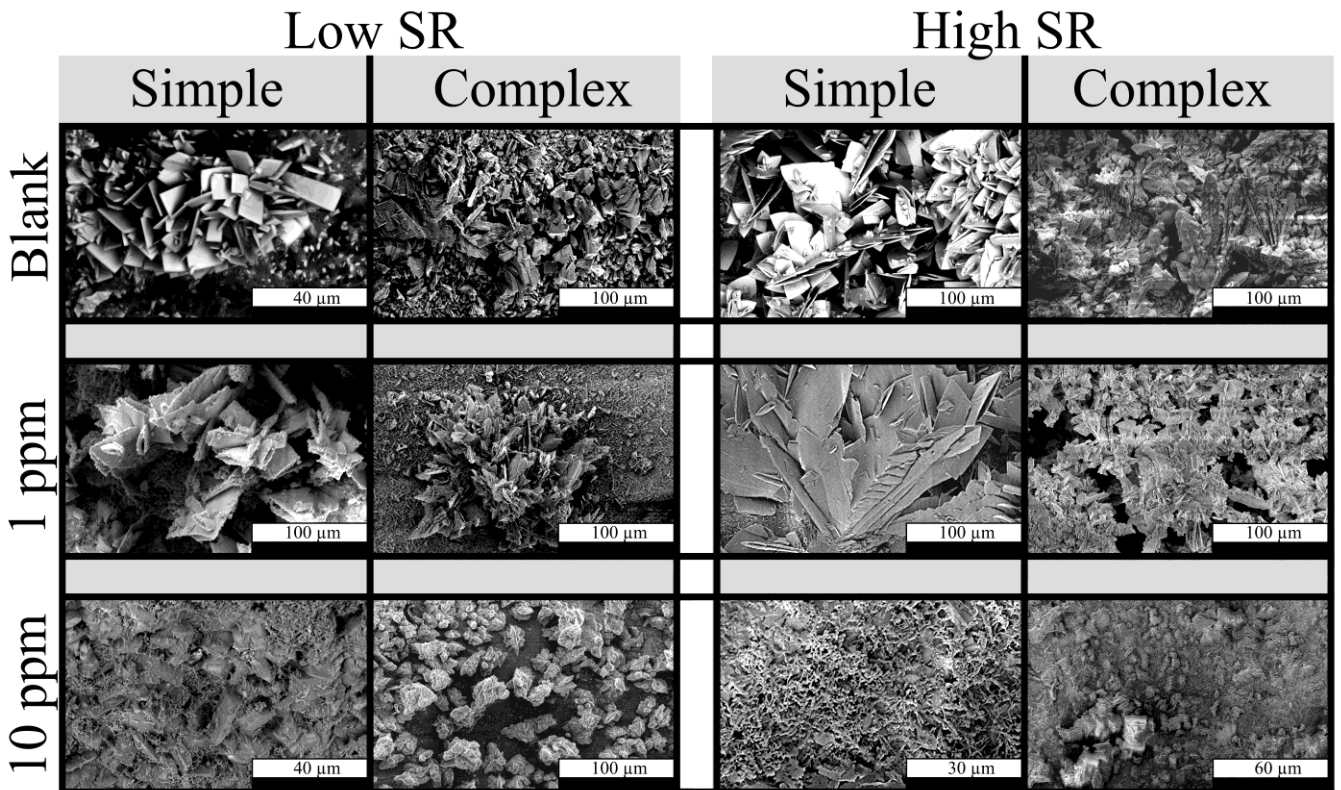 Low SR High SR
Simple Complex Simple Complex
Blank
40 µm 100 µm 100 µm 100 µm
1 ppm
100 µm 100 µm 100 µm 100 µm
10 ppm
40 µm 100 µm 30 µm 60 µm